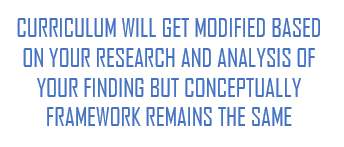 CURRICULUM WILL GET MODIFIED BASED
ON YOUR RESEARCH AND ANALYSIS OF
YOUR FINDING BUT CONCEPTUALLY
FRAMEWORK REMAINS THE SAME